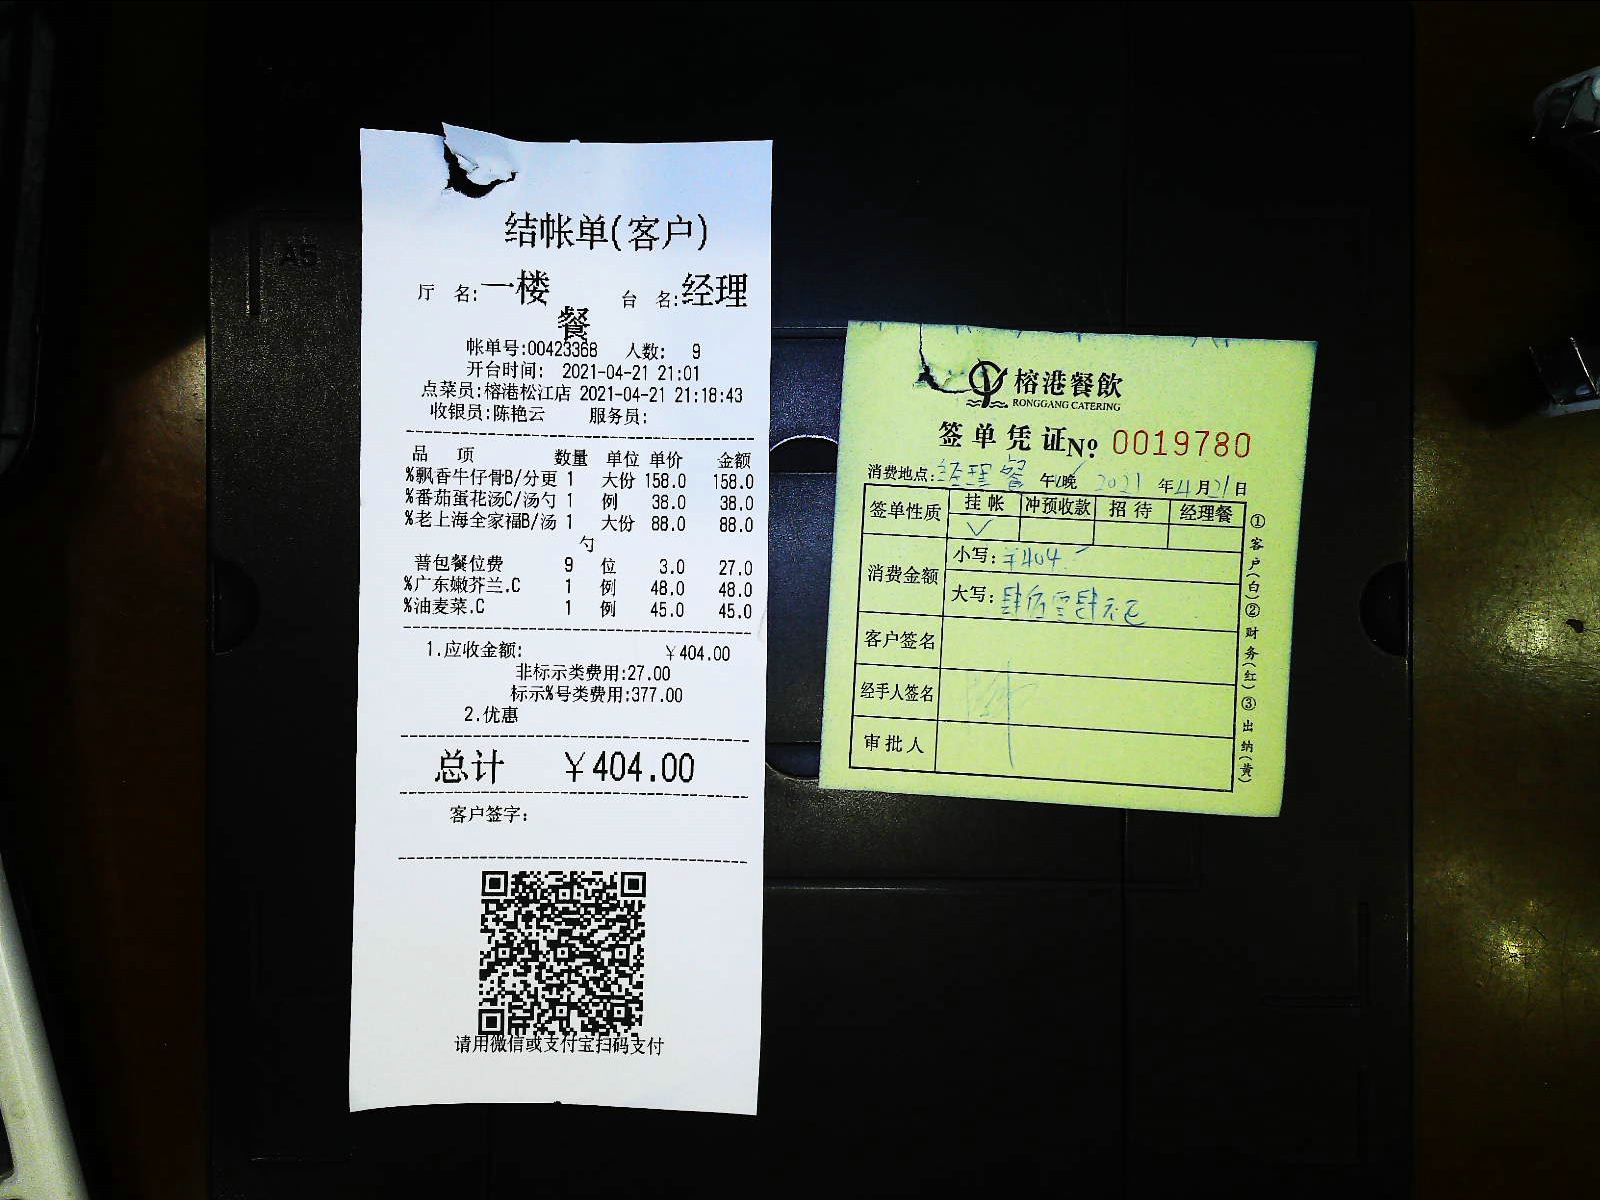 结帐单(客户)
厅 名:一楼 台 名:经理
餐
帐单号:00423368 人数: 9
开台时间: 2021-04-21 21:01
点菜员:榕港松江店 2021-04-21 21:18:43
收银员:陈艳云 服务员:
品 项 数量 单位 单价 金额
%飘香牛仔骨B/分更 1 大份 158.0 158.0
%番茄蛋花汤C/汤勺 1 例 38.0 38.0
%老上海全家福B/汤 1 大份 88.0 88.0
勺
普包餐位费 9 位 3.0 27.0
%广东嫩芥兰.C 1 例 48.0 48.0
%油麦菜.C 1 例 45.0 45.0
1.应收金额: ¥404.00
非标示类费用:27.00
标示%号类费用:377.00
2.优惠
总计 ¥404.00
客户签字:
请用微信或支付宝扫码支付
榕港餐飲
RONGGANG CATERING
签单凭证 No 0019780
消费地点:经理餐 午\晚 2021 年4月21日
签单性质 挂帐 冲预收款 招待 经理餐
✓
消费金额 小写:¥404.
大写:肆佰零肆元正
客户签名
经手人签名
审批人
①客户(白)②财务(红)③出纳(黄)
A5